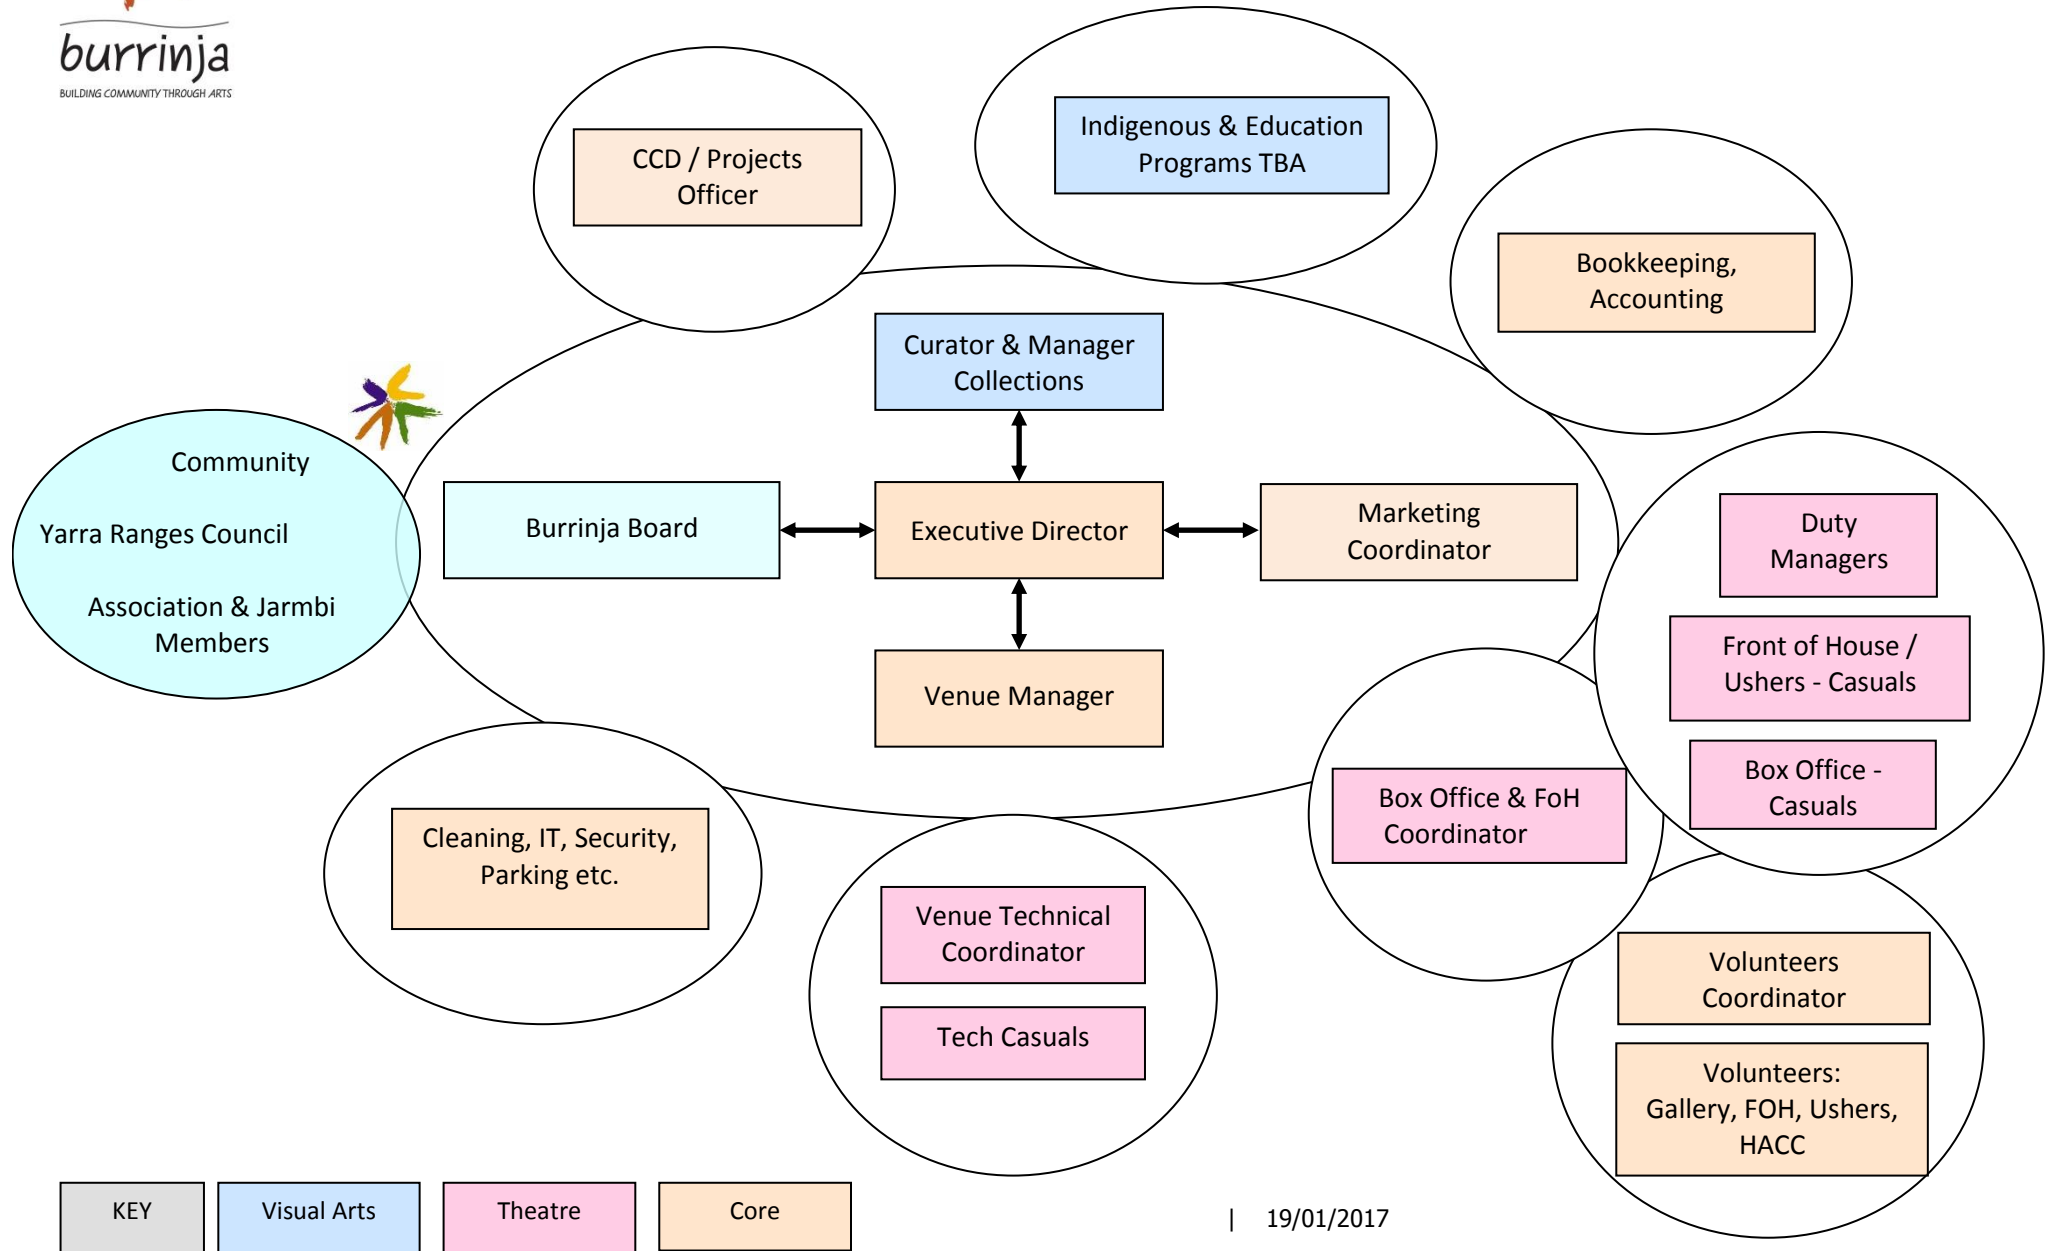 burrinja
BUILDING COMMUNITY THROUGH ARTS
CCD / Projects
Officer
Indigenous & Education
Programs TBA
Bookkeeping,
Accounting
Curator & Manager
Collections
Community
Yarra Ranges Council
Association & Jarmbi
Members
Burrinja Board
Executive Director
Marketing
Coordinator
Venue Manager
Duty
Managers
Front of House /
Ushers - Casuals
Box Office -
Casuals
Box Office & FoH
Coordinator
Cleaning, IT, Security,
Parking etc.
Venue Technical
Coordinator
Tech Casuals
Volunteers
Coordinator
Volunteers:
Gallery, FOH, Ushers,
HACC
KEY
Visual Arts
Theatre
Core
| 19/01/2017